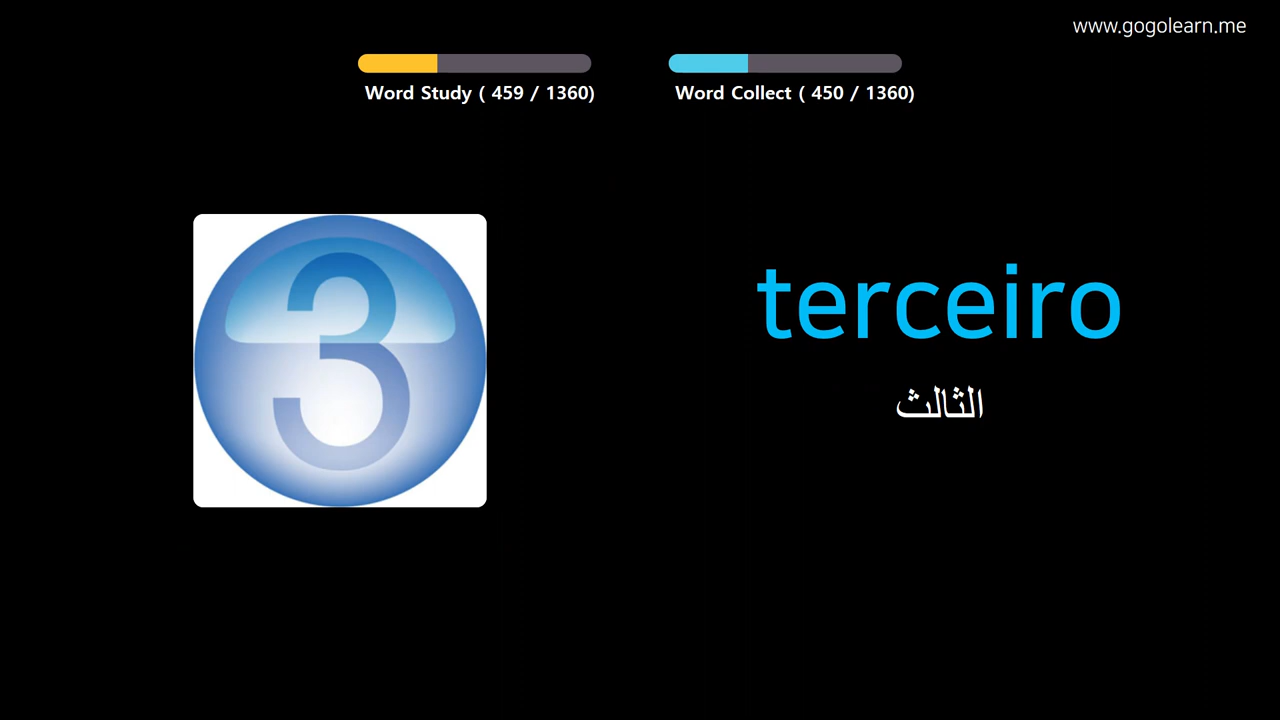 www.gogolearn.me
Word Study ( 459 / 1360)
Word Collect ( 450 / 1360)
3
terceiro
الثالث